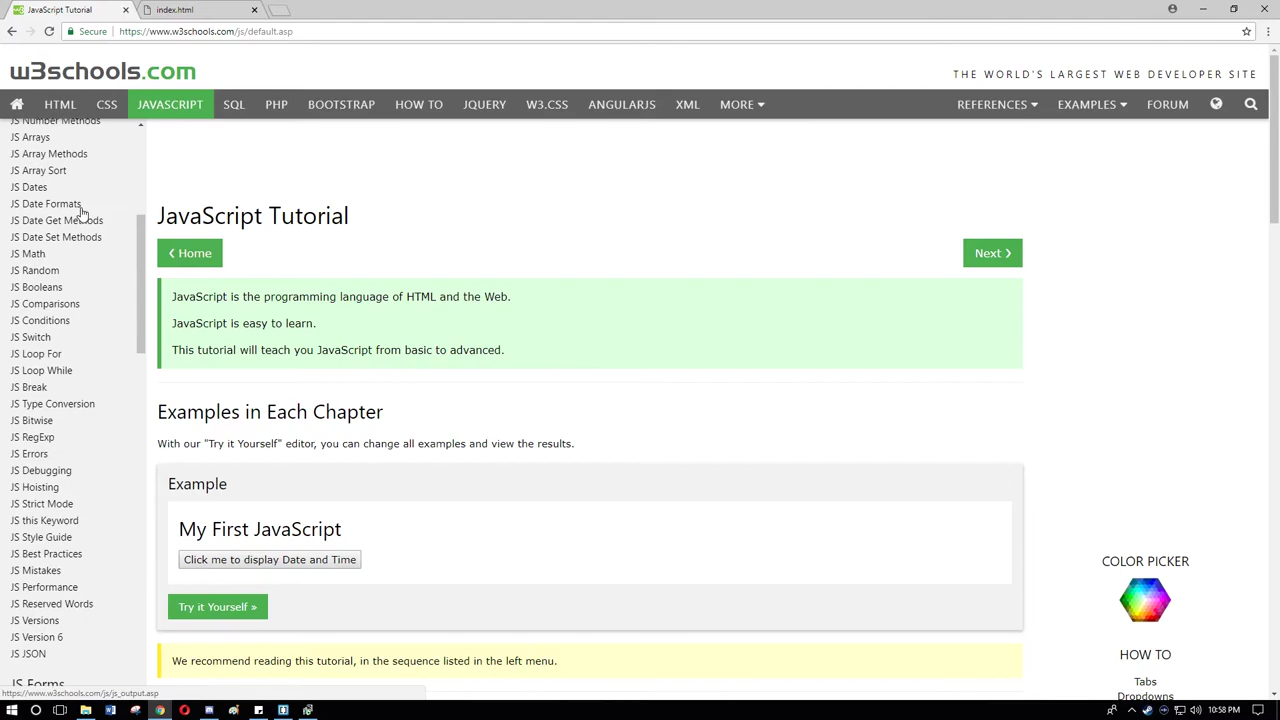 JavaScript Tutorial
index.html
Secure
https://www.w3schools.com/js/default.asp
w3schools.com
THE WORLD'S LARGEST WEB DEVELOPER SITE
HTML CSS JAVASCRIPT SQL PHP BOOTSTRAP HOW TO JQUERY W3.CSS ANGULARJS XML MORE REFERENCES EXAMPLES FORUM
JS Number Methods
JS Arrays
JS Array Methods
JS Array Sort
JS Dates
JS Date Formats
JS Date Get Methods
JS Date Set Methods
JS Math
JS Random
JS Booleans
JS Comparisons
JS Conditions
JS Switch
JS Loop For
JS Loop While
JS Break
JS Type Conversion
JS Bitwise
JS RegExp
JS Errors
JS Debugging
JS Hoisting
JS Strict Mode
JS this Keyword
JS Style Guide
JS Best Practices
JS Mistakes
JS Performance
JS Reserved Words
JS Versions
JS Version 6
JS JSON
JS Forms
JavaScript Tutorial
❮ Home
Next ❯
JavaScript is the programming language of HTML and the Web.
JavaScript is easy to learn.
This tutorial will teach you JavaScript from basic to advanced.
Examples in Each Chapter
With our "Try it Yourself" editor, you can change all examples and view the results.
Example
My First JavaScript
Click me to display Date and Time
Try it Yourself »
We recommend reading this tutorial, in the sequence listed in the left menu.
COLOR PICKER
HOW TO
Tabs
Dropdowns
https://www.w3schools.com/js/js_output.asp
10:58 PM